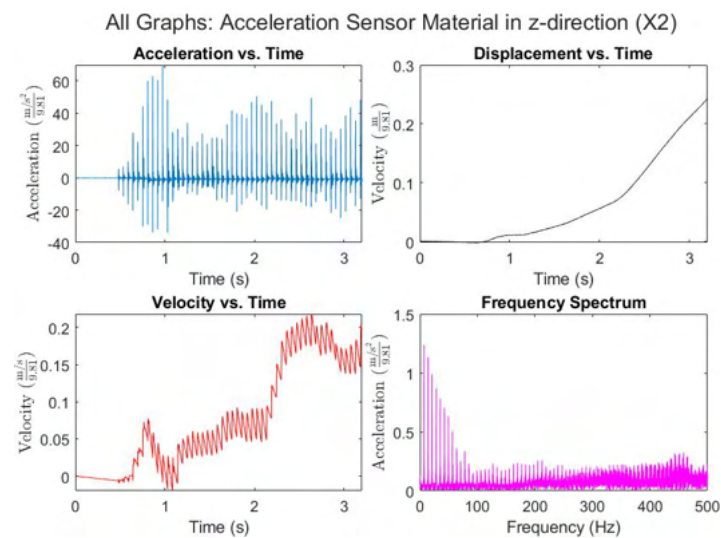 All Graphs: Acceleration Sensor Material in z-direction (X2)
Acceleration vs. Time
60
40
20
0
-20
-40
Acceleration (m/s²/9.81)
0
1
2
3
Time (s)
Displacement vs. Time
0.3
0.2
0.1
0
Velocity (m/9.81)
0
1
2
3
Time (s)
Velocity vs. Time
0.2
0.15
0.1
0.05
0
Velocity (m/s/9.81)
0
1
2
3
Time (s)
Frequency Spectrum
1.5
1
0.5
0
Acceleration (m/s²/9.81)
0
100
200
300
400
500
Frequency (Hz)